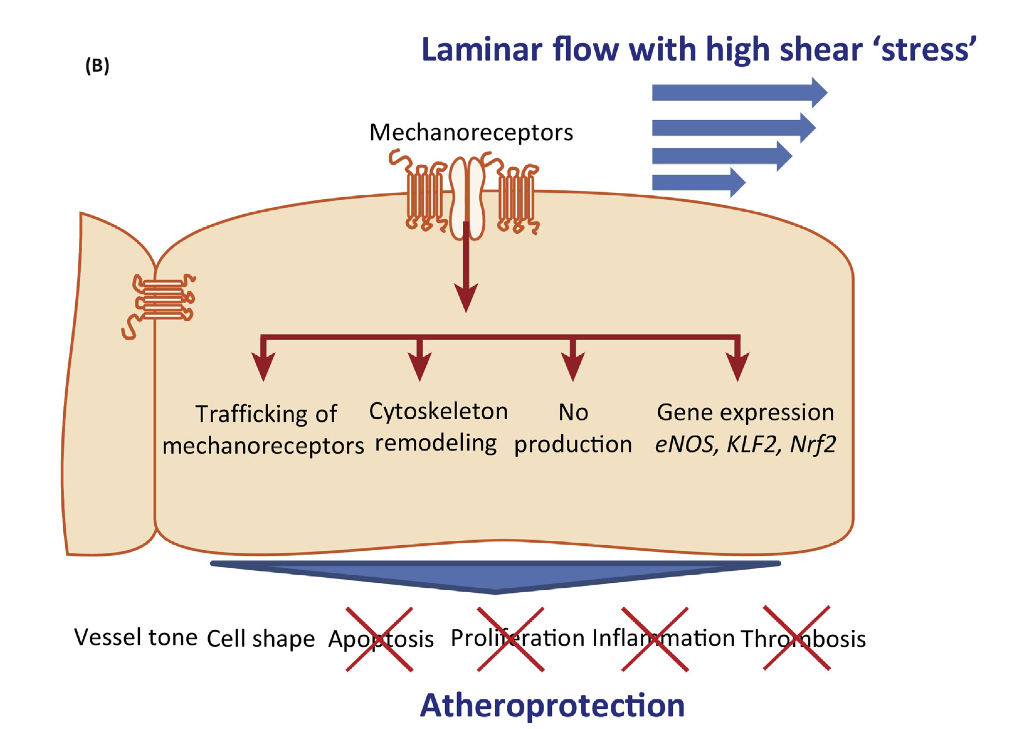 (B)
Laminar flow with high shear ‘stress’
Mechanoreceptors
Trafficking of
mechanoreceptors
Cytoskeleton
remodeling
No
production
Gene expression
eNOS, KLF2, Nrf2
Vessel tone Cell shape Apoptosis Proliferation Inflammation Thrombosis
Atheroprotection